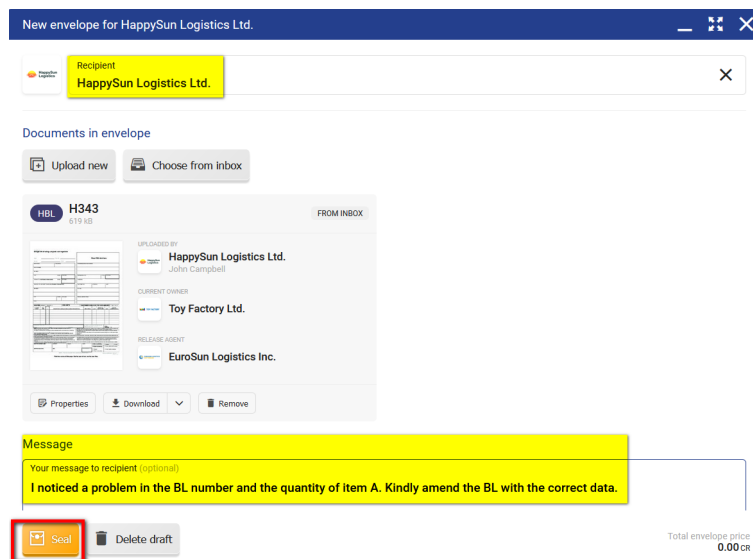 New envelope for HappySun Logistics Ltd.
Recipient
HappySun Logistics Ltd.
Documents in envelope
Upload new
Choose from inbox
HBL
H343
619 kB
FROM INBOX
UPLOADED BY
HappySun Logistics Ltd.
John Campbell
CURRENT OWNER
Toy Factory Ltd.
RELEASE AGENT
EuroSun Logistics Inc.
Properties
Download
Remove
Message
Your message to recipient (optional)
I noticed a problem in the BL number and the quantity of item A. Kindly amend the BL with the correct data.
Seal
Delete draft
Total envelope price
0.00 CR